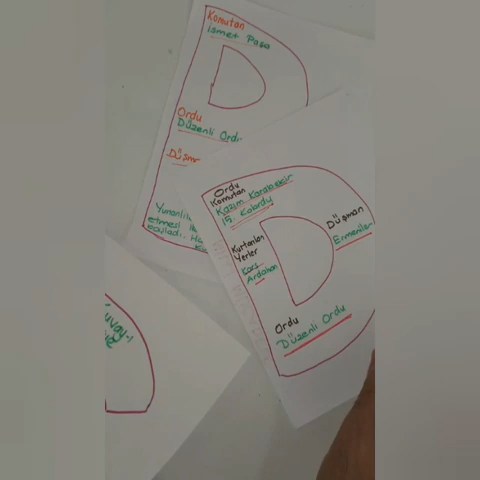 Komutan
İsmet Paşa
Ordu
Düzenli Ordu
Yunanlılar
etmesi
Ordu
Komutan
Kazım Karabekir
15. Kolordu
Düşman
Ermeniler
Kurtarılan
Yerler
Kars
Ardahan
Ordu
Düzenli Ordu